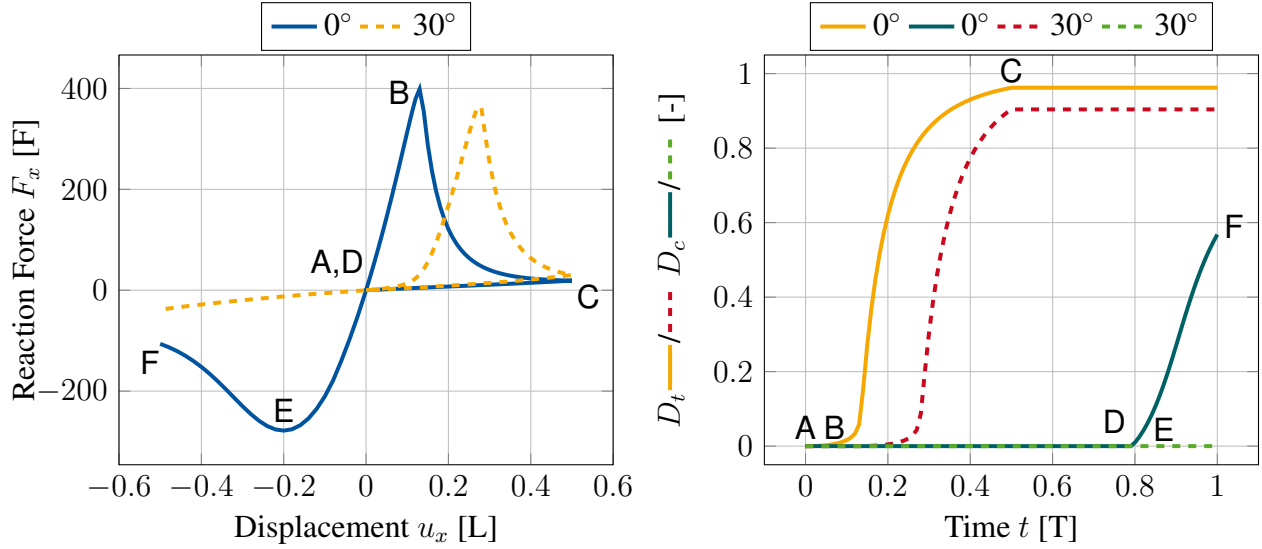 0° 30°
400
200
0
−200
−0.6 −0.4 −0.2 0 0.2 0.4 0.6
Displacement u_x [L]
Reaction Force F_x [F]
A,D
B
C
E
F
0° 0° 30° 30°
1
0.8
0.6
0.4
0.2
0
0 0.2 0.4 0.6 0.8 1
Time t [T]
D_t / D_c / [-]
A B
C
D
E
F